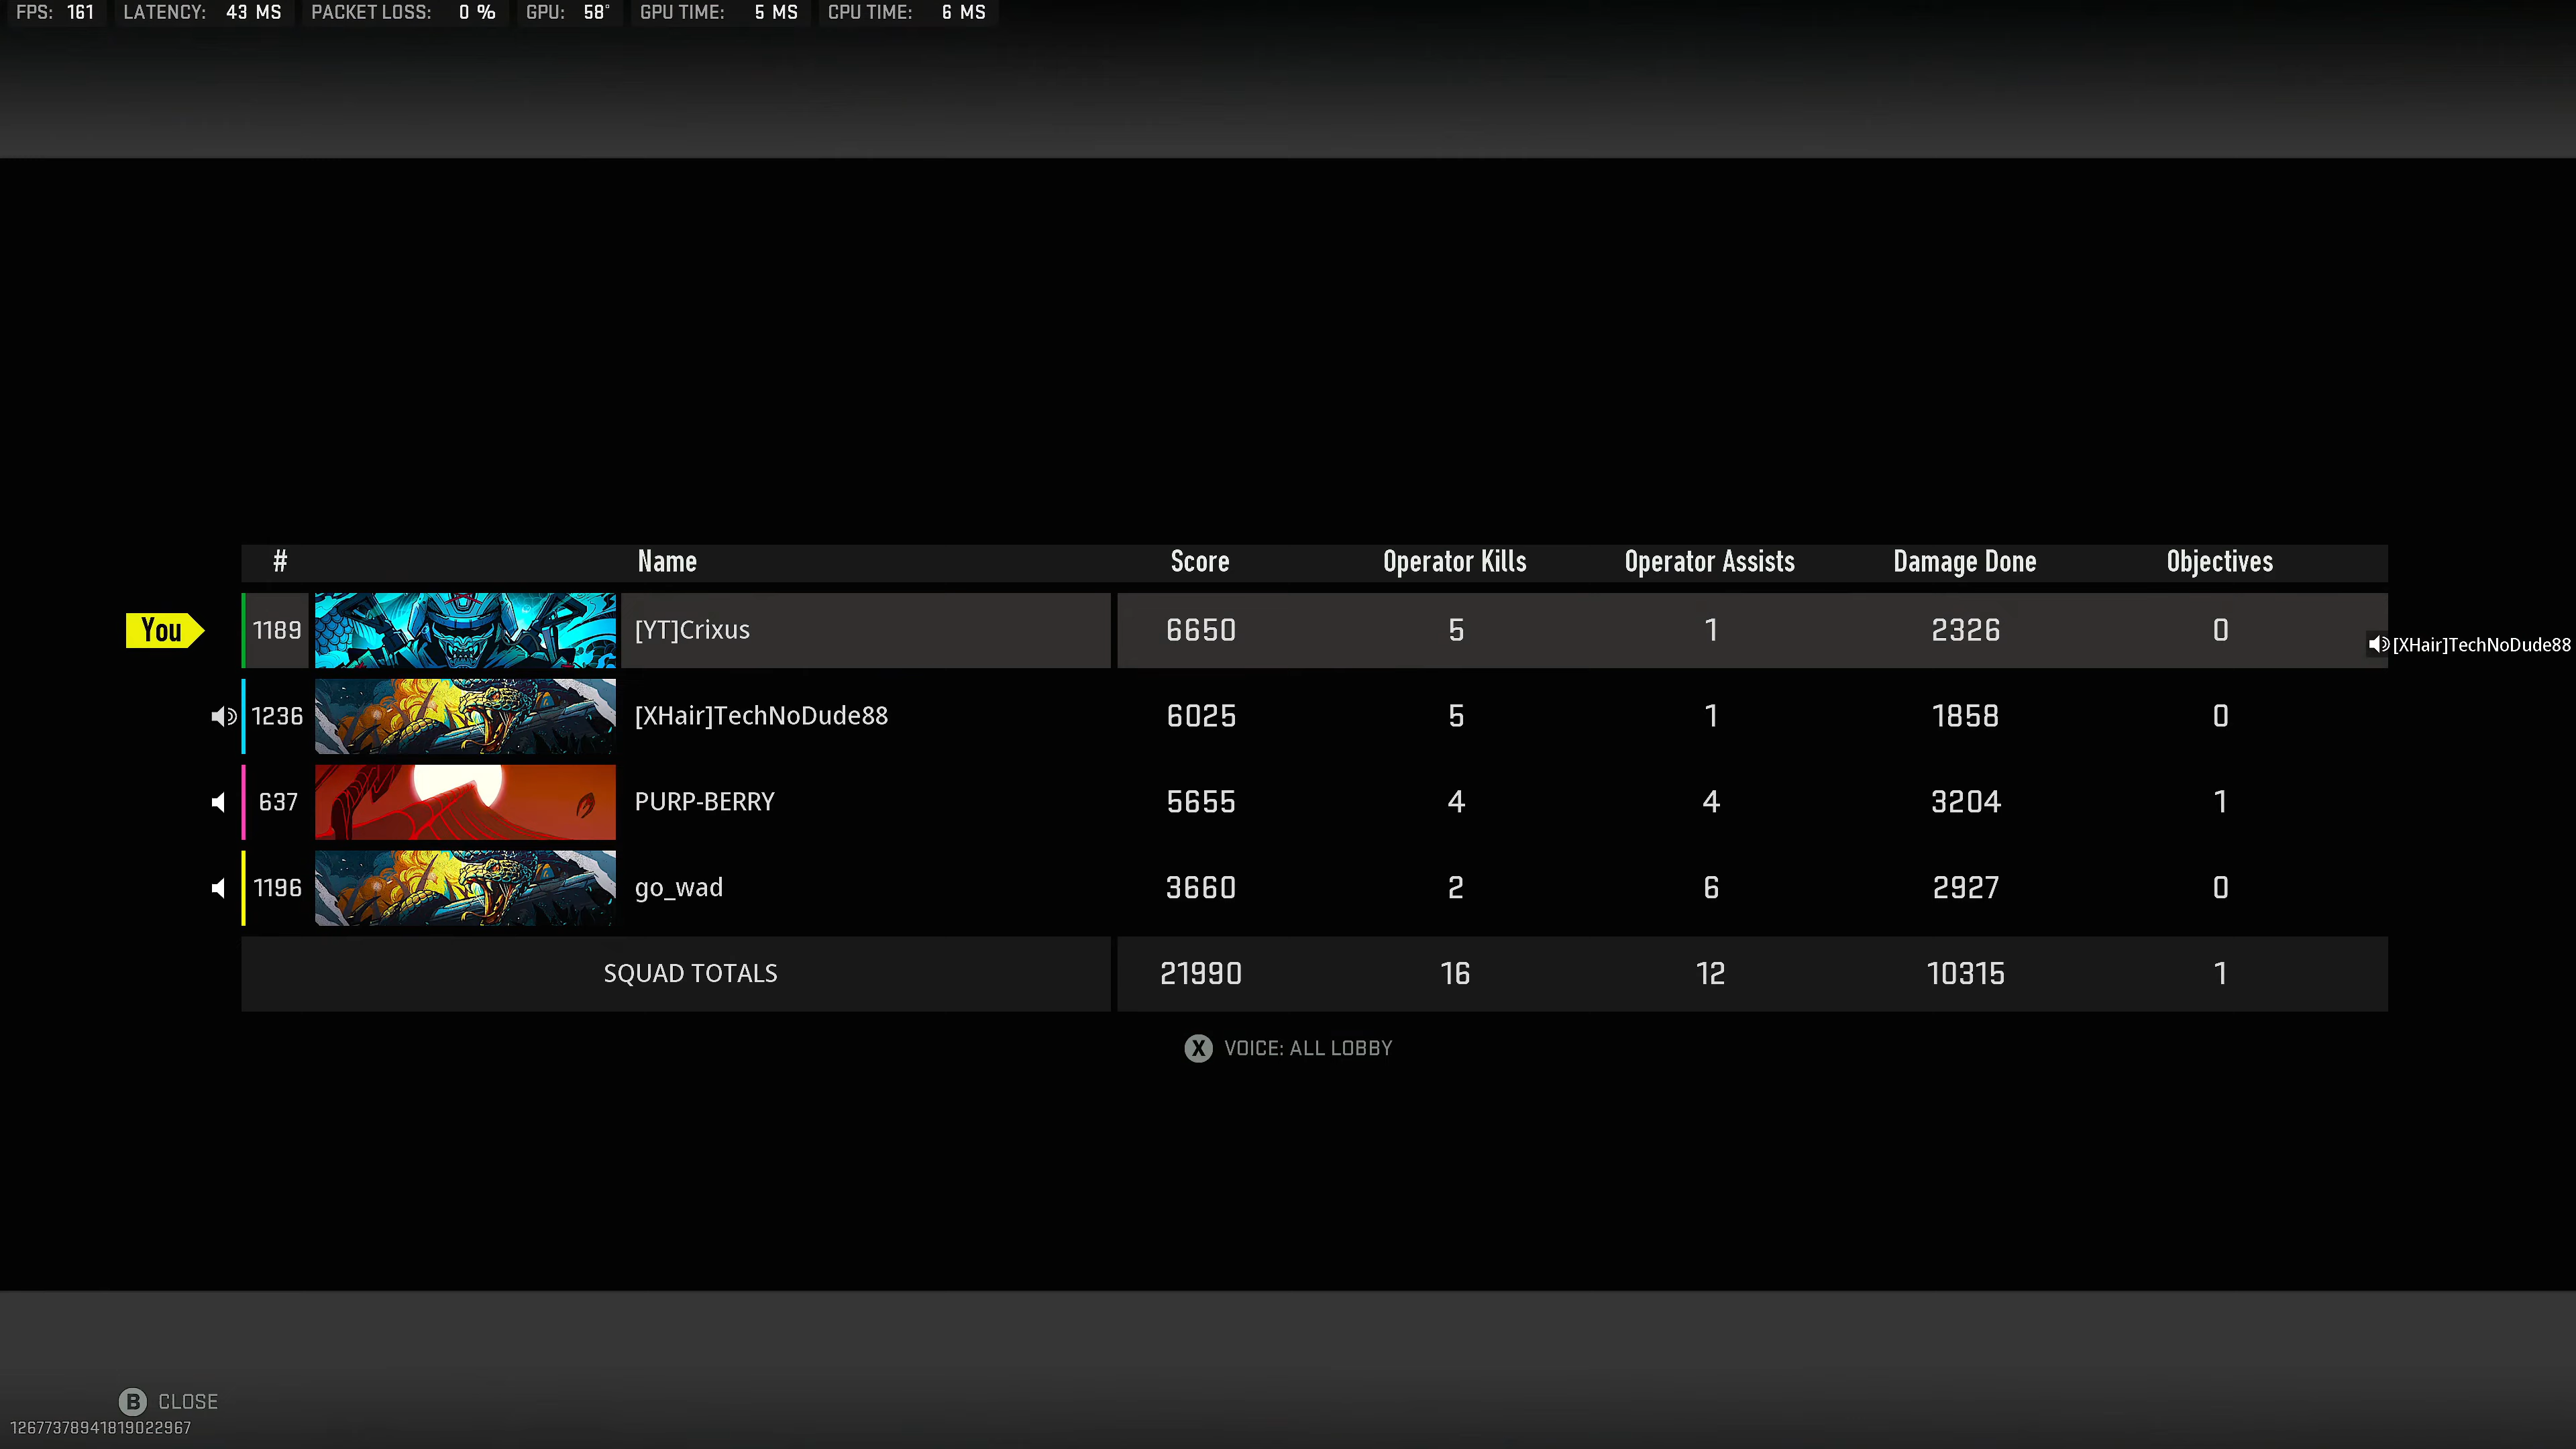 FPS: 161 LATENCY: 43 MS PACKET LOSS: 0 % GPU: 58° GPU TIME: 5 MS CPU TIME: 6 MS
# Name Score Operator Kills Operator Assists Damage Done Objectives
You 1189 [YT]Crixus 6650 5 1 2326 0
[XHair]TechNoDude88
1236 [XHair]TechNoDude88 6025 5 1 1858 0
637 PURP-BERRY 5655 4 4 3204 1
1196 go_wad 3660 2 6 2927 0
SQUAD TOTALS 21990 16 12 10315 1
X VOICE: ALL LOBBY
B CLOSE
12677378941819022967